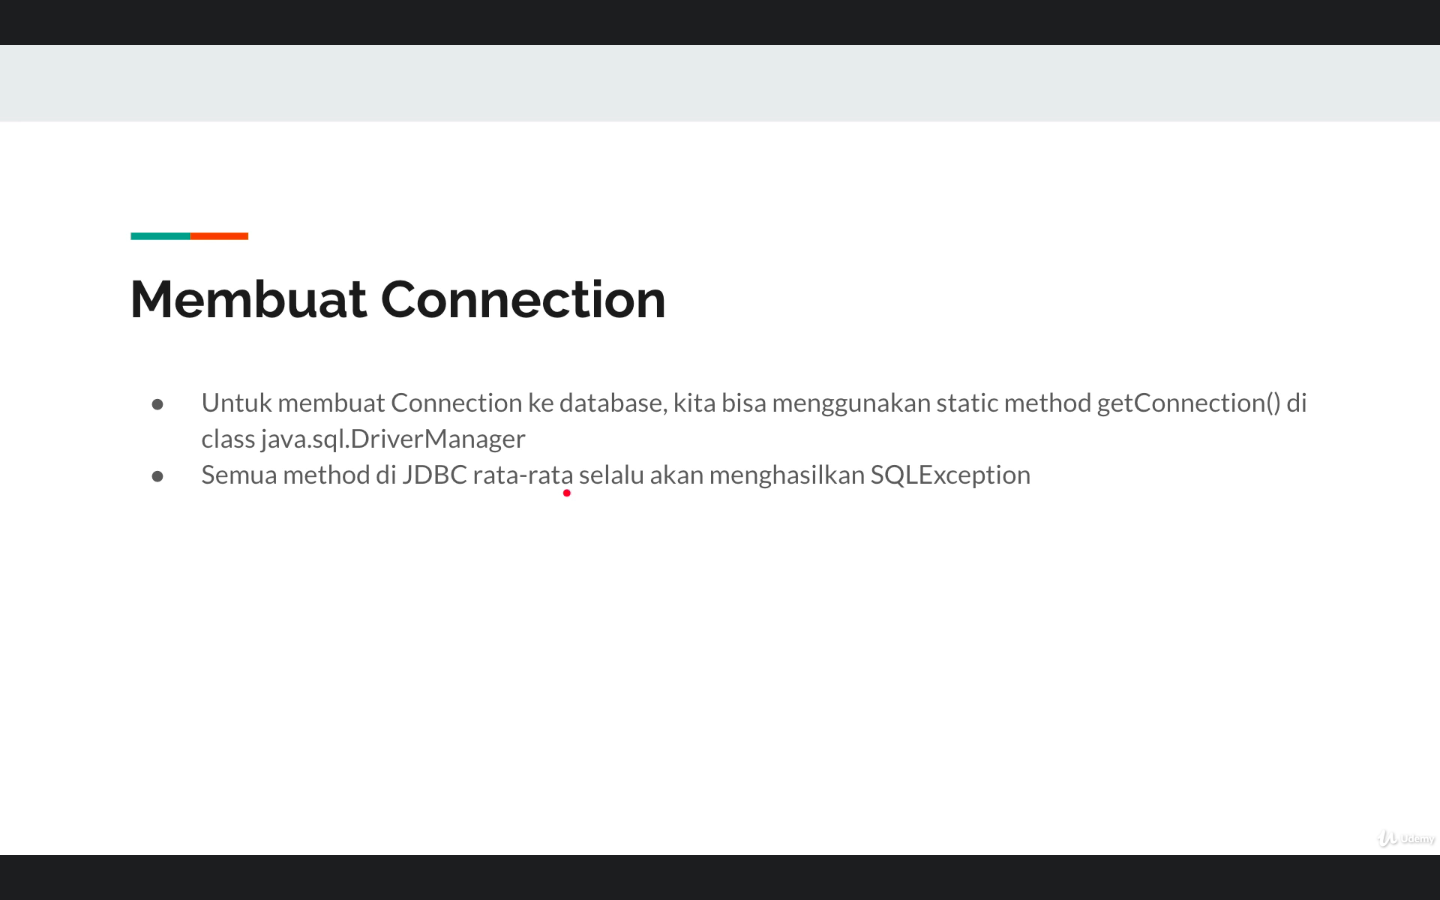 Membuat Connection
● Untuk membuat Connection ke database, kita bisa menggunakan static method getConnection() di
class java.sql.DriverManager
● Semua method di JDBC rata-rata selalu akan menghasilkan SQLException
Udemy